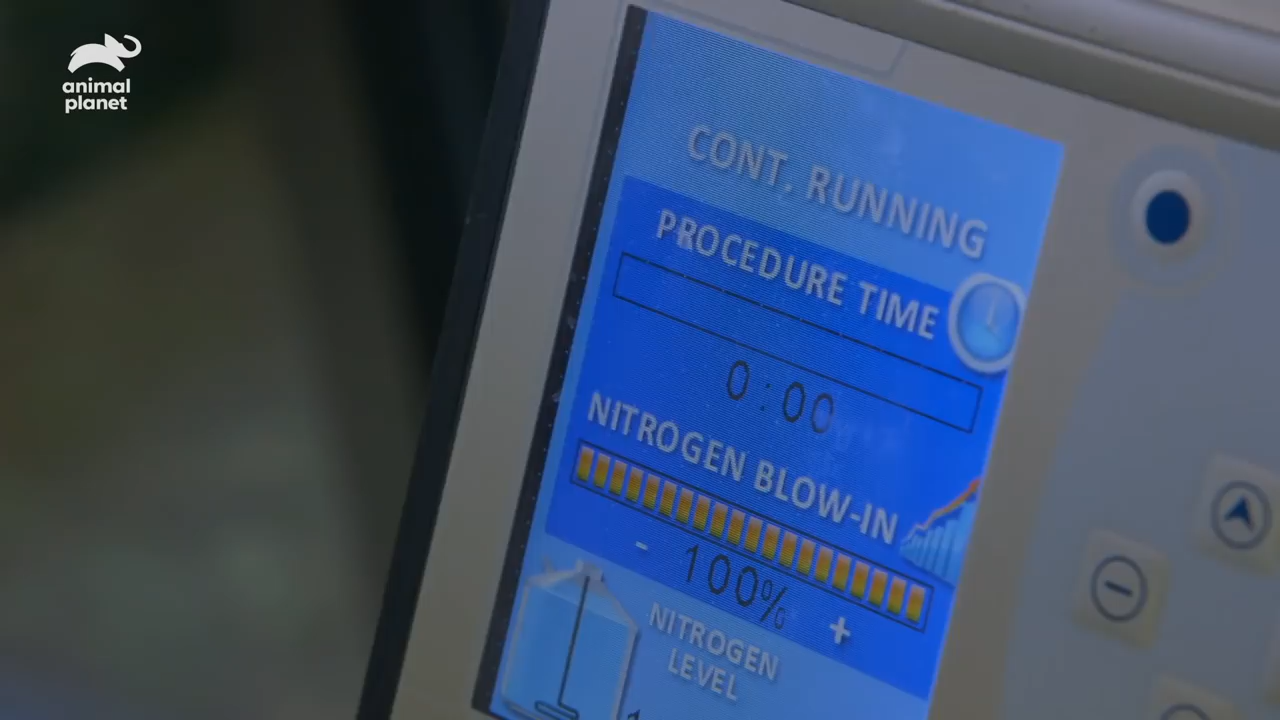 animal
planet
CONT. RUNNING
PROCEDURE TIME
0:00
NITROGEN BLOW-IN
- 100% +
NITROGEN
LEVEL